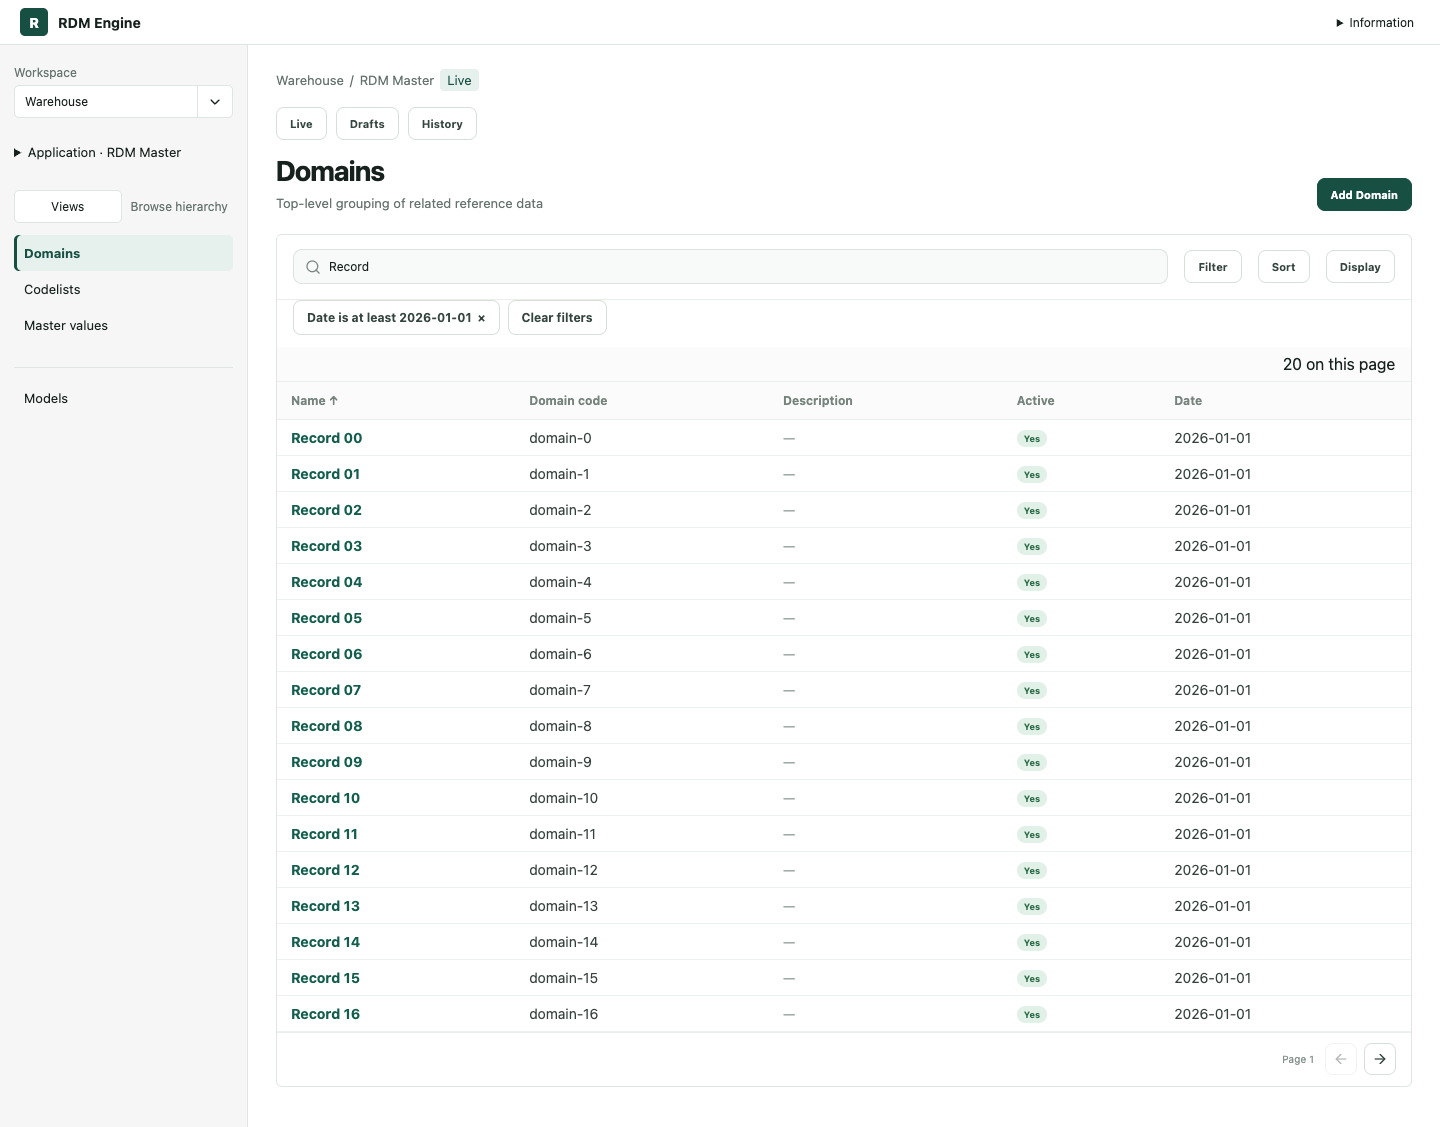 R RDM Engine
Information
Workspace
Warehouse
Application · RDM Master
Views Browse hierarchy
Domains
Codelists
Master values
Models
Warehouse / RDM Master Live
Live Drafts History
Domains
Top-level grouping of related reference data
Add Domain
Record
Filter Sort Display
Date is at least 2026-01-01 × Clear filters
20 on this page
Name ↑ Domain code Description Active Date
Record 00 domain-0 — Yes 2026-01-01
Record 01 domain-1 — Yes 2026-01-01
Record 02 domain-2 — Yes 2026-01-01
Record 03 domain-3 — Yes 2026-01-01
Record 04 domain-4 — Yes 2026-01-01
Record 05 domain-5 — Yes 2026-01-01
Record 06 domain-6 — Yes 2026-01-01
Record 07 domain-7 — Yes 2026-01-01
Record 08 domain-8 — Yes 2026-01-01
Record 09 domain-9 — Yes 2026-01-01
Record 10 domain-10 — Yes 2026-01-01
Record 11 domain-11 — Yes 2026-01-01
Record 12 domain-12 — Yes 2026-01-01
Record 13 domain-13 — Yes 2026-01-01
Record 14 domain-14 — Yes 2026-01-01
Record 15 domain-15 — Yes 2026-01-01
Record 16 domain-16 — Yes 2026-01-01
Page 1 ← →